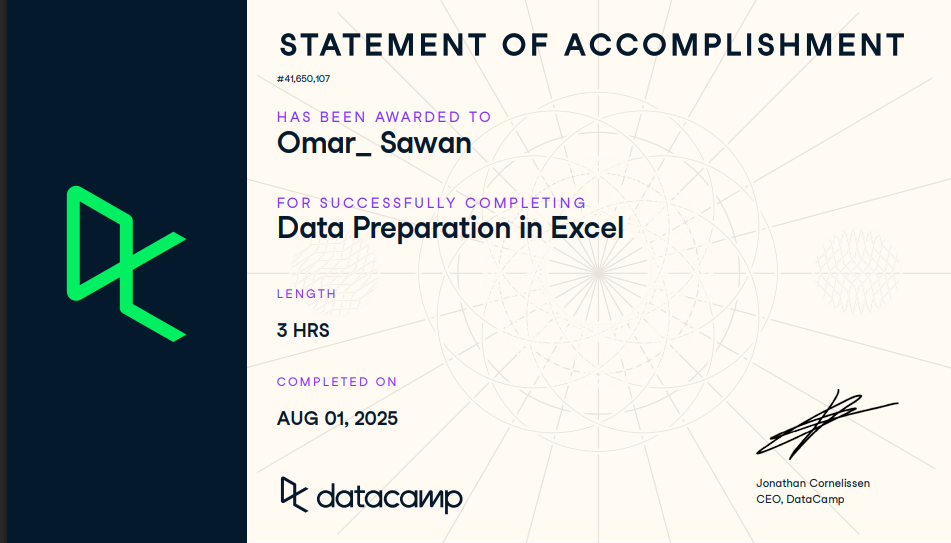 STATEMENT OF ACCOMPLISHMENT
#41,650,107
HAS BEEN AWARDED TO
Omar_ Sawan
FOR SUCCESSFULLY COMPLETING
Data Preparation in Excel
LENGTH
3 HRS
COMPLETED ON
AUG 01, 2025
datacamp
Jonathan Cornelissen
CEO, DataCamp